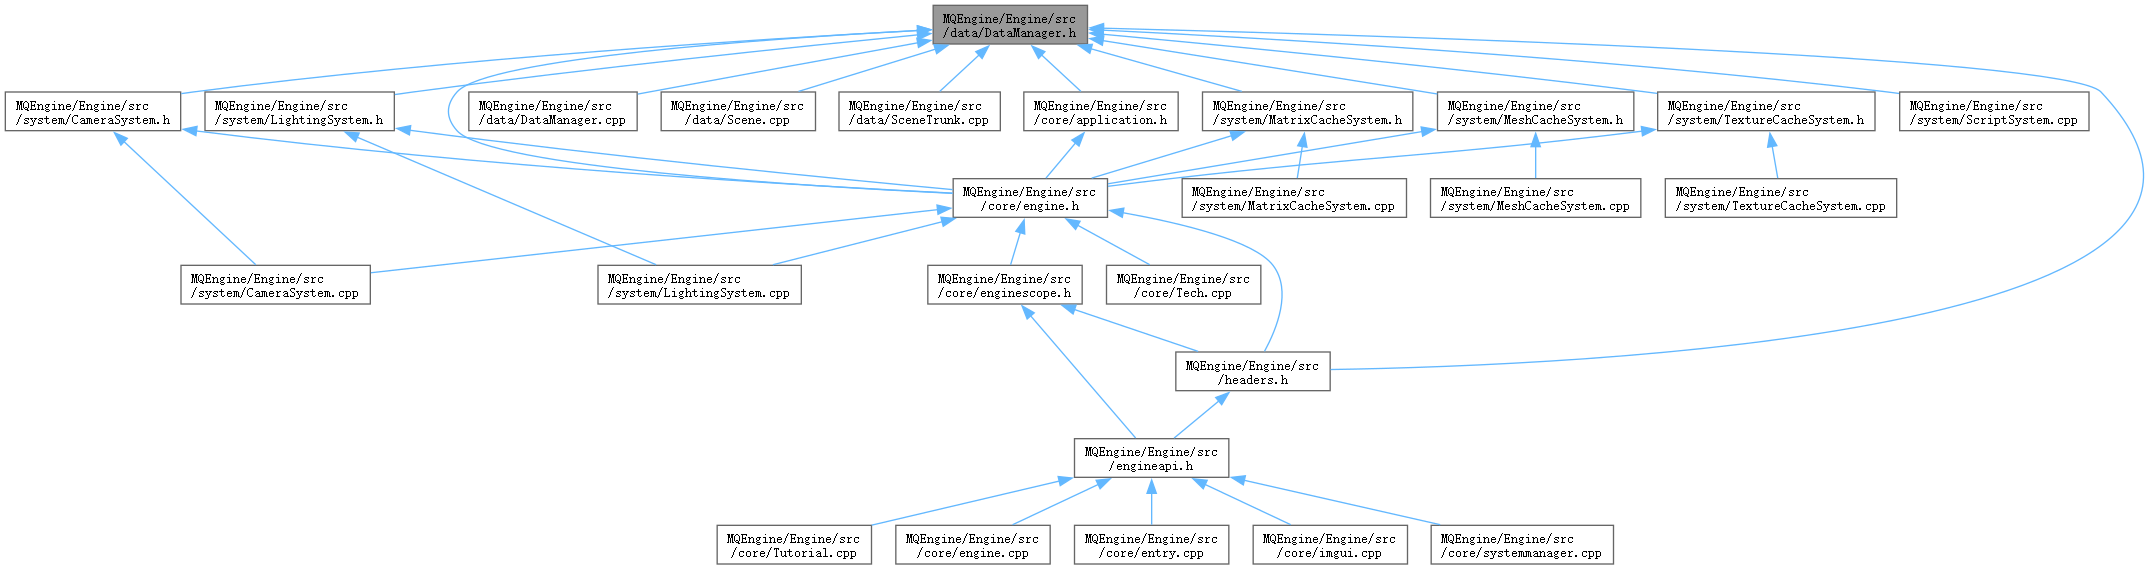 MQEngine/Engine/src
/data/DataManager.h
MQEngine/Engine/src
/system/CameraSystem.h
MQEngine/Engine/src
/system/LightingSystem.h
MQEngine/Engine/src
/data/DataManager.cpp
MQEngine/Engine/src
/data/Scene.cpp
MQEngine/Engine/src
/data/SceneTrunk.cpp
MQEngine/Engine/src
/core/application.h
MQEngine/Engine/src
/system/MatrixCacheSystem.h
MQEngine/Engine/src
/system/MeshCacheSystem.h
MQEngine/Engine/src
/system/TextureCacheSystem.h
MQEngine/Engine/src
/system/ScriptSystem.cpp
MQEngine/Engine/src
/core/engine.h
MQEngine/Engine/src
/system/MatrixCacheSystem.cpp
MQEngine/Engine/src
/system/MeshCacheSystem.cpp
MQEngine/Engine/src
/system/TextureCacheSystem.cpp
MQEngine/Engine/src
/system/CameraSystem.cpp
MQEngine/Engine/src
/system/LightingSystem.cpp
MQEngine/Engine/src
/core/enginescope.h
MQEngine/Engine/src
/core/Tech.cpp
MQEngine/Engine/src
/headers.h
MQEngine/Engine/src
/engineapi.h
MQEngine/Engine/src
/core/Tutorial.cpp
MQEngine/Engine/src
/core/engine.cpp
MQEngine/Engine/src
/core/entry.cpp
MQEngine/Engine/src
/core/imgui.cpp
MQEngine/Engine/src
/core/systemmanager.cpp